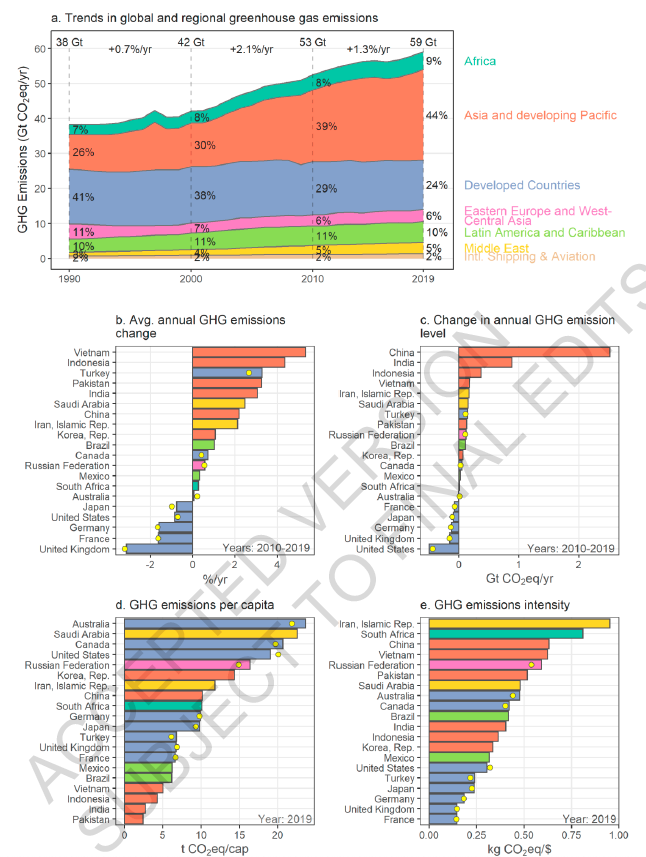 a. Trends in global and regional greenhouse gas emissions
38 Gt 42 Gt 53 Gt 59 Gt
+0.7%/yr +2.1%/yr +1.3%/yr
GHG Emissions (Gt CO₂eq/yr)
60
50
40
30
20
10
0
7% 8% 8% 9% Africa
26% 30% 39% 44% Asia and developing Pacific
41% 38% 29% 24% Developed Countries
11% 7% 6% 6% Eastern Europe and West-
Central Asia
10% 11% 11% 10% Latin America and Caribbean
3% 4% 5% 5% Middle East
2% 2% 2% 2% Int. Shipping & Aviation
1990 2000 2010 2019
b. Avg. annual GHG emissions
change
Vietnam
Indonesia
Turkey
Pakistan
India
Saudi Arabia
China
Iran, Islamic Rep.
Korea, Rep.
Brazil
Canada
Russian Federation
Mexico
South Africa
Australia
Japan
United States
Germany
France
United Kingdom
Years: 2010-2019
-2 0 2 4
%/yr
c. Change in annual GHG emission
level
China
India
Indonesia
Vietnam
Iran, Islamic Rep.
Saudi Arabia
Turkey
Pakistan
Russian Federation
Brazil
Korea, Rep.
Canada
Mexico
South Africa
Australia
France
Japan
Germany
United Kingdom
United States
Years: 2010-2019
0 1 2
Gt CO₂eq/yr
d. GHG emissions per capita
Australia
Saudi Arabia
Canada
United States
Russian Federation
Korea, Rep.
Iran, Islamic Rep.
China
South Africa
Germany
Japan
Turkey
United Kingdom
France
Mexico
Brazil
Vietnam
Indonesia
India
Pakistan
Year: 2019
0 5 10 15 20
t CO₂eq/cap
e. GHG emissions intensity
Iran, Islamic Rep.
South Africa
China
Vietnam
Russian Federation
Pakistan
Saudi Arabia
Australia
Canada
Brazil
India
Indonesia
Korea, Rep.
Mexico
United States
Turkey
Japan
Germany
United Kingdom
France
Year: 2019
0.00 0.25 0.50 0.75 1.00
kg CO₂eq/$
ACCEPTED VERSION
SUBJECT TO FINAL EDITS